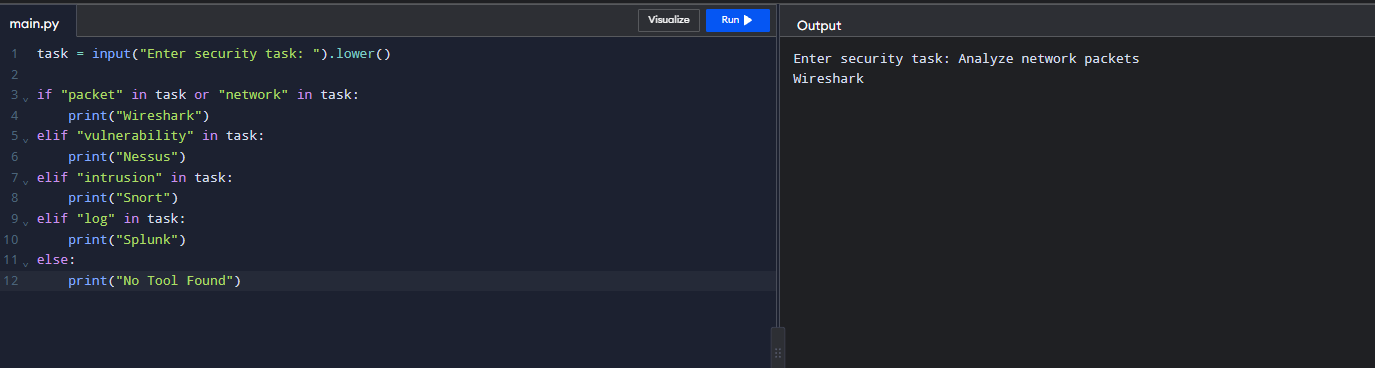 main.py
Visualize
Run
1 task = input("Enter security task: ").lower()
2
3 if "packet" in task or "network" in task:
4     print("Wireshark")
5 elif "vulnerability" in task:
6     print("Nessus")
7 elif "intrusion" in task:
8     print("Snort")
9 elif "log" in task:
10     print("Splunk")
11 else:
12     print("No Tool Found")
Output
Enter security task: Analyze network packets
Wireshark